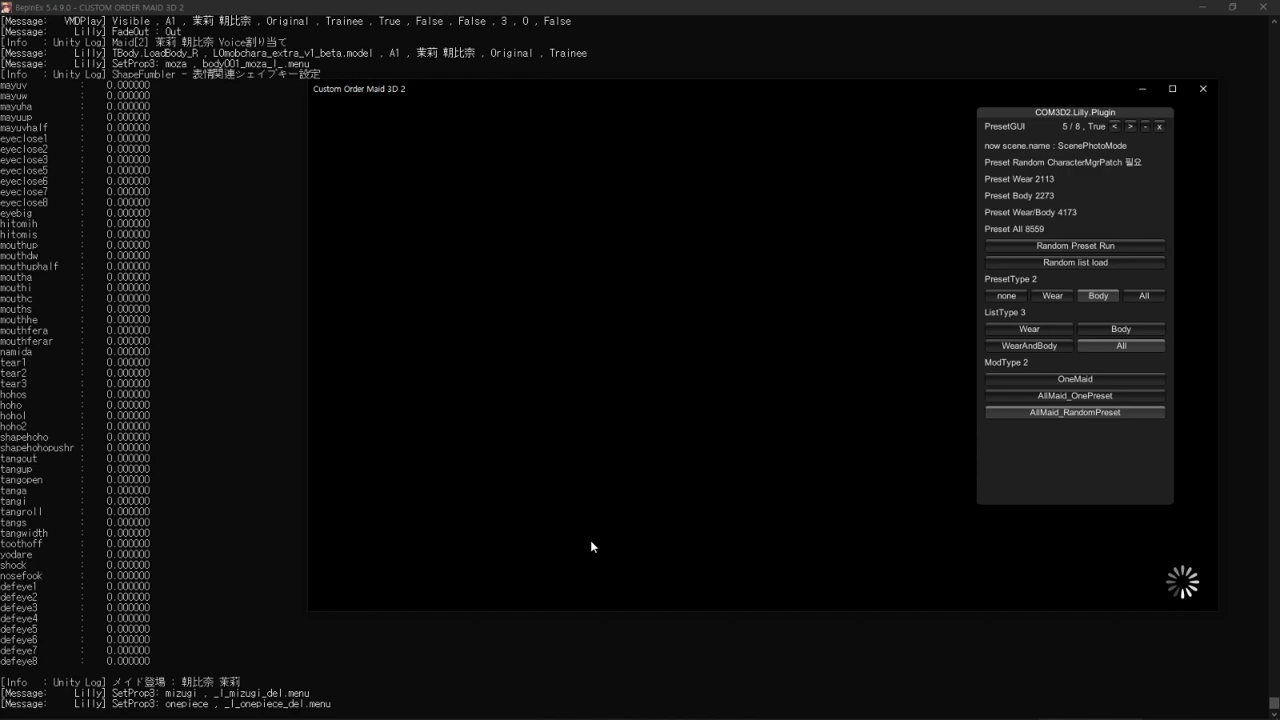 BepInEx 5.4.9.0 - CUSTOM ORDER MAID 3D 2
[Message:   VMDPlay] Visible , A1 , 茉莉 朝比奈 , Original , Trainee , True , False , False , 3 , 0 , False
[Message:     Lilly] FadeOut : Out
[Info   : Unity Log] Maid[2] 茉莉 朝比奈 Voice割り当て
[Message:     Lilly] TBody.LoadBody_R , L0mobchara_extra_v1_beta.model , A1 , 茉莉 朝比奈 , Original , Trainee
[Message:     Lilly] SetProp3: moza , body001_moza_l_.menu
[Info   : Unity Log] ShapeFumbler - 表情関連シェイプキー設定
mayuv : 0.000000
mayuw : 0.000000
mayuha : 0.000000
mayuup : 0.000000
mayuvhalf : 0.000000
eyeclose1 : 0.000000
eyeclose2 : 0.000000
eyeclose3 : 0.000000
eyeclose5 : 0.000000
eyeclose6 : 0.000000
eyeclose7 : 0.000000
eyeclose8 : 0.000000
eyebig : 0.000000
hitomih : 0.000000
hitomis : 0.000000
mouthup : 0.000000
mouthdw : 0.000000
mouthuphalf : 0.000000
moutha : 0.000000
mouthi : 0.000000
mouthc : 0.000000
mouths : 0.000000
mouthhe : 0.000000
mouthfera : 0.000000
mouthferar : 0.000000
namida : 0.000000
tear1 : 0.000000
tear2 : 0.000000
tear3 : 0.000000
hohos : 0.000000
hoho : 0.000000
hohol : 0.000000
hoho2 : 0.000000
shapehoho : 0.000000
shapehohopushr : 0.000000
tangout : 0.000000
tangup : 0.000000
tangopen : 0.000000
tanga : 0.000000
tangi : 0.000000
tangroll : 0.000000
tangs : 0.000000
tangwidth : 0.000000
toothoff : 0.000000
yodare : 0.000000
shock : 0.000000
nosefook : 0.000000
defeye1 : 0.000000
defeye2 : 0.000000
defeye3 : 0.000000
defeye4 : 0.000000
defeye5 : 0.000000
defeye6 : 0.000000
defeye7 : 0.000000
defeye8 : 0.000000
[Info   : Unity Log] メイド登場 : 朝比奈 茉莉
[Message:     Lilly] SetProp3: mizugi , _I_mizugi_del.menu
[Message:     Lilly] SetProp3: onepiece , _I_onepiece_del.menu
Custom Order Maid 3D 2
COM3D2.Lilly.Plugin
PresetGUI 5 / 8 , True < > - x
now scene.name : ScenePhotoMode
Preset Random CharacterMgrPatch 필요
Preset Wear 2113
Preset Body 2273
Preset Wear/Body 4173
Preset All 8559
Random Preset Run
Random list load
PresetType 2
none Wear Body All
ListType 3
Wear Body
WearAndBody All
ModType 2
OneMaid
AllMaid_OnePreset
AllMaid_RandomPreset